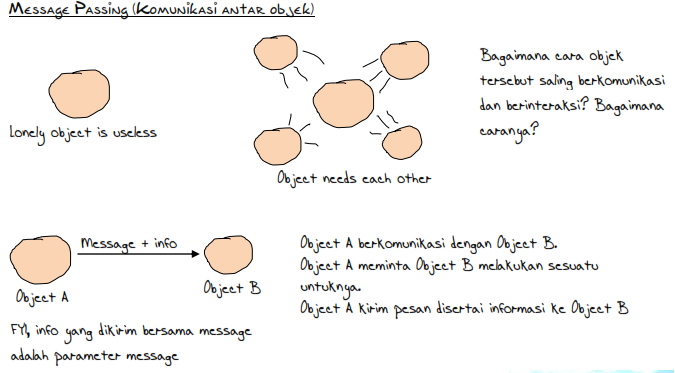 Message Passing (Komunikasi antar objek)
Lonely object is useless
Object needs each other
Bagaimana cara objek
tersebut saling berkomunikasi
dan berinteraksi? Bagaimana
caranya?
Message + info
Object A
Object B
FYI, info yang dikirim bersama message
adalah parameter message
Object A berkomunikasi dengan Object B.
Object A meminta Object B melakukan sesuatu
untuknya.
Object A kirim pesan disertai informasi ke Object B